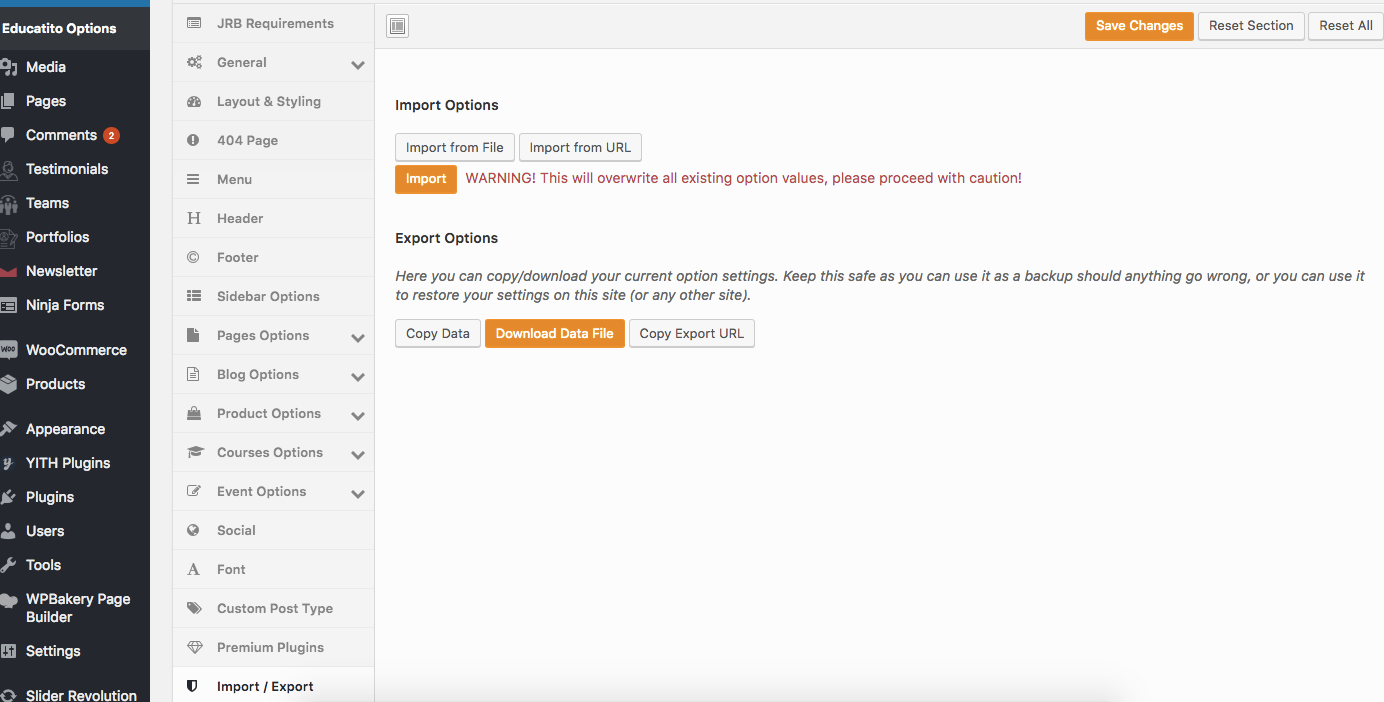 Educatito Options
Media
Pages
Comments 2
Testimonials
Teams
Portfolios
Newsletter
Ninja Forms
WOO WooCommerce
Products
Appearance
YITH Plugins
Plugins
Users
Tools
WPBakery Page
Builder
Settings
Slider Revolution
JRB Requirements
General
Layout & Styling
404 Page
Menu
H Header
Footer
Sidebar Options
Pages Options
Blog Options
Product Options
Courses Options
Event Options
Social
A Font
Custom Post Type
Premium Plugins
Import / Export
Save Changes Reset Section Reset All
Import Options
Import from File Import from URL
Import WARNING! This will overwrite all existing option values, please proceed with caution!
Export Options
Here you can copy/download your current option settings. Keep this safe as you can use it as a backup should anything go wrong, or you can use it
to restore your settings on this site (or any other site).
Copy Data Download Data File Copy Export URL